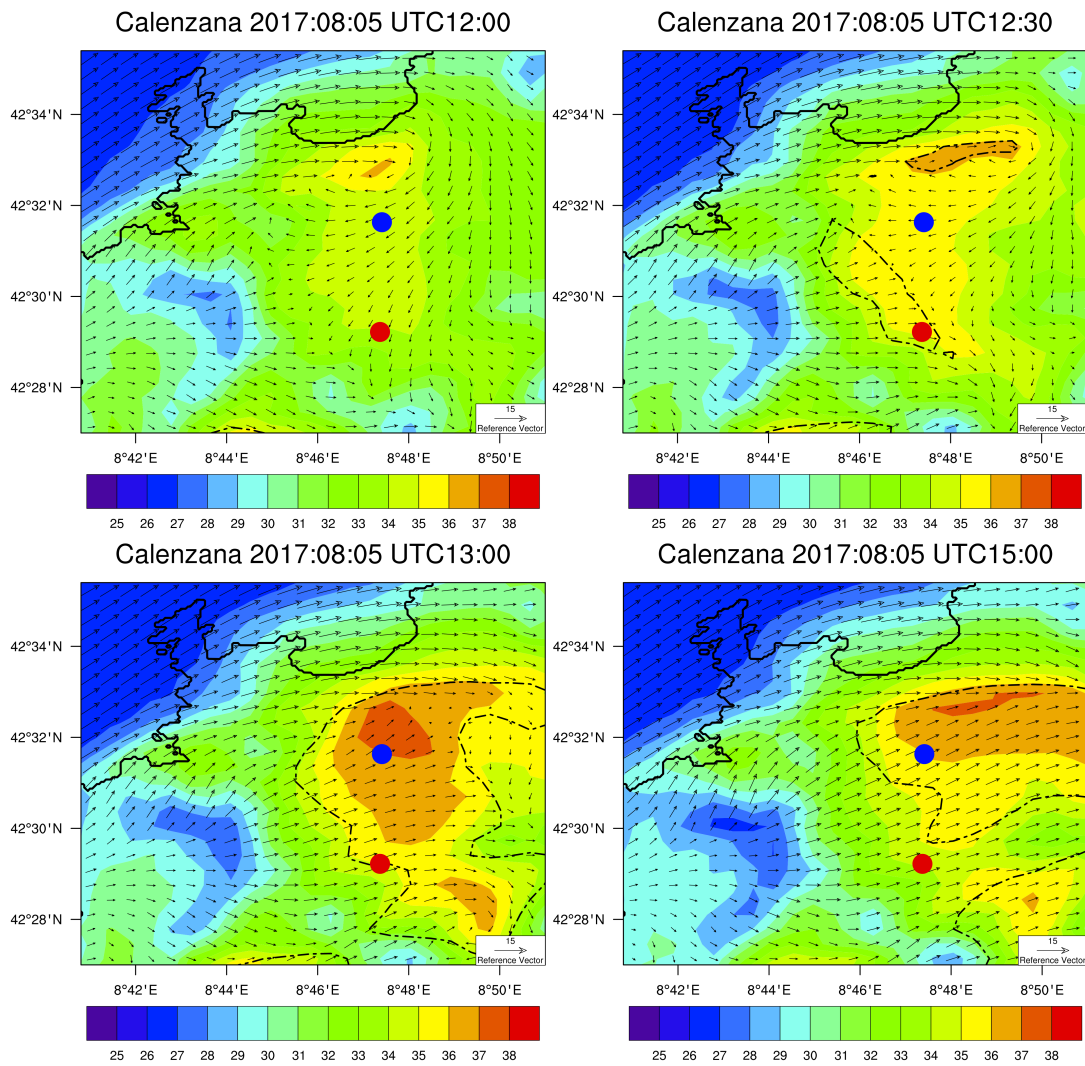 Calenzana 2017:08:05 UTC12:00
Calenzana 2017:08:05 UTC12:30
42°34'N
42°32'N
42°30'N
42°28'N
15
Reference Vector
8°42'E 8°44'E 8°46'E 8°48'E 8°50'E
25 26 27 28 29 30 31 32 33 34 35 36 37 38
42°34'N
42°32'N
42°30'N
42°28'N
15
Reference Vector
8°42'E 8°44'E 8°46'E 8°48'E 8°50'E
25 26 27 28 29 30 31 32 33 34 35 36 37 38
Calenzana 2017:08:05 UTC13:00
Calenzana 2017:08:05 UTC15:00
42°34'N
42°32'N
42°30'N
42°28'N
15
Reference Vector
8°42'E 8°44'E 8°46'E 8°48'E 8°50'E
25 26 27 28 29 30 31 32 33 34 35 36 37 38
42°34'N
42°32'N
42°30'N
42°28'N
15
Reference Vector
8°42'E 8°44'E 8°46'E 8°48'E 8°50'E
25 26 27 28 29 30 31 32 33 34 35 36 37 38